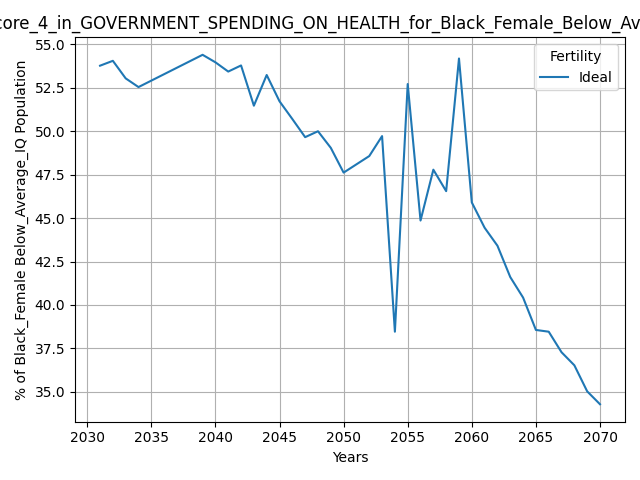 core_4_in_GOVERNMENT_SPENDING_ON_HEALTH_for_Black_Female_Below_Av
55.0
52.5
50.0
47.5
45.0
42.5
40.0
37.5
35.0
% of Black_Female Below_Average_IQ Population
Fertility
Ideal
2030 2035 2040 2045 2050 2055 2060 2065 2070
Years